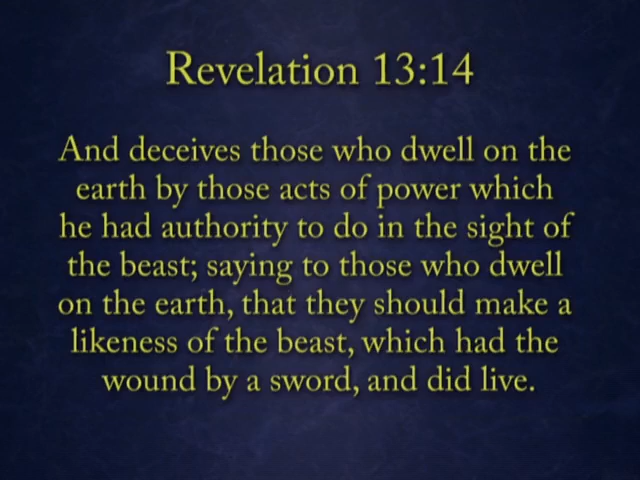 Revelation 13:14
And deceives those who dwell on the
earth by those acts of power which
he had authority to do in the sight of
the beast; saying to those who dwell
on the earth, that they should make a
likeness of the beast, which had the
wound by a sword, and did live.